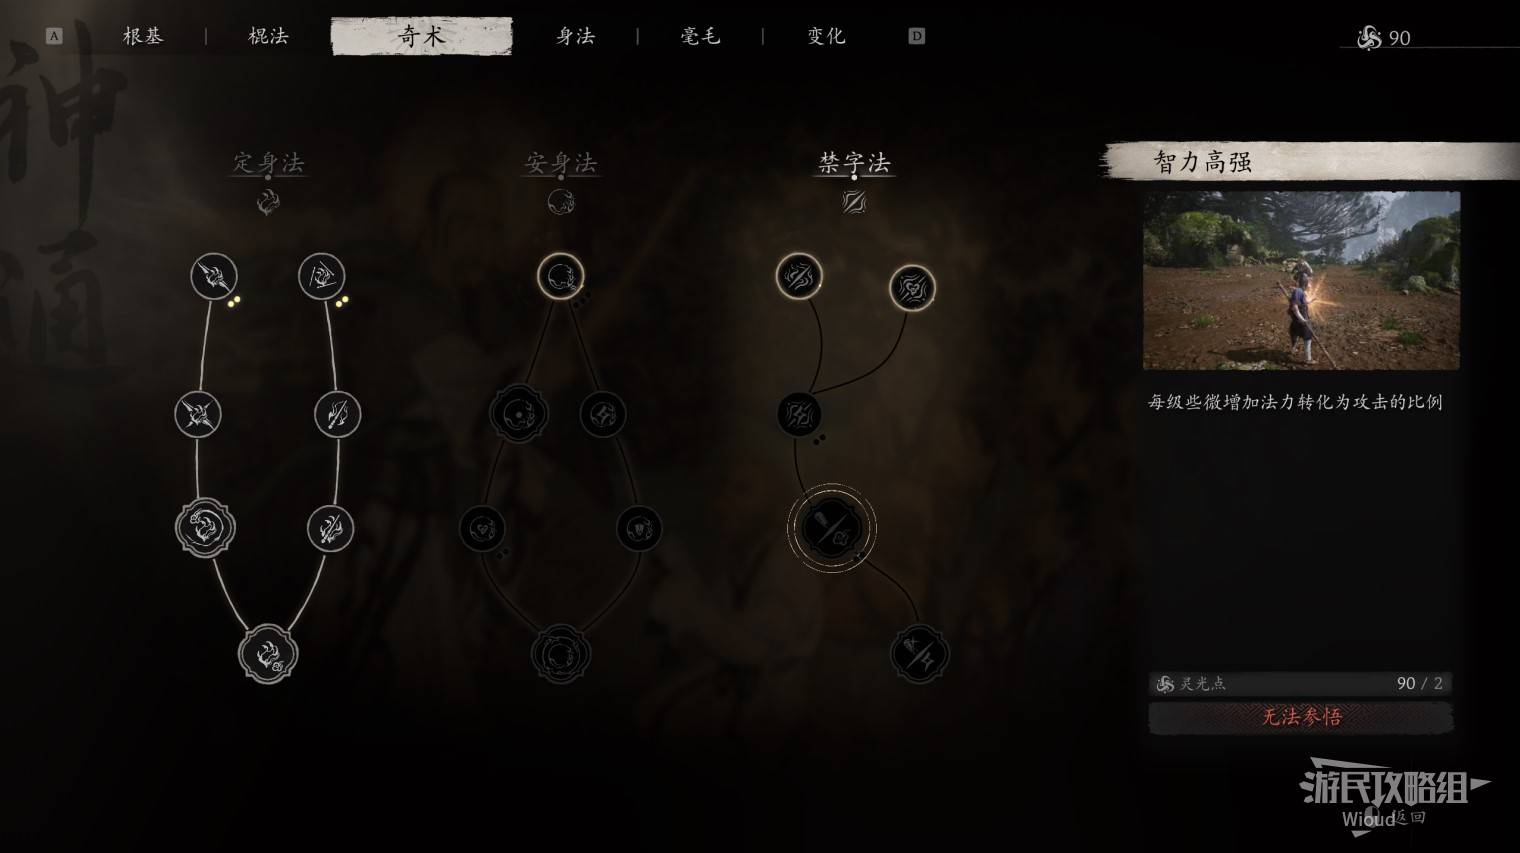 A 根基 棍法 奇术 身法 毫毛 变化 D
90
神通
定身法 安身法 禁字法
智力高强
每级些微增加法力转化为攻击的比例
灵光点 90 / 2
无法参悟
游民攻略组
Wioud 返回